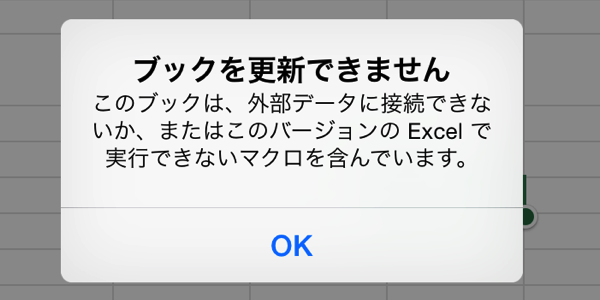 ブックを更新できません
このブックは、外部データに接続できな
いか、またはこのバージョンの Excel で
実行できないマクロを含んでいます。
OK